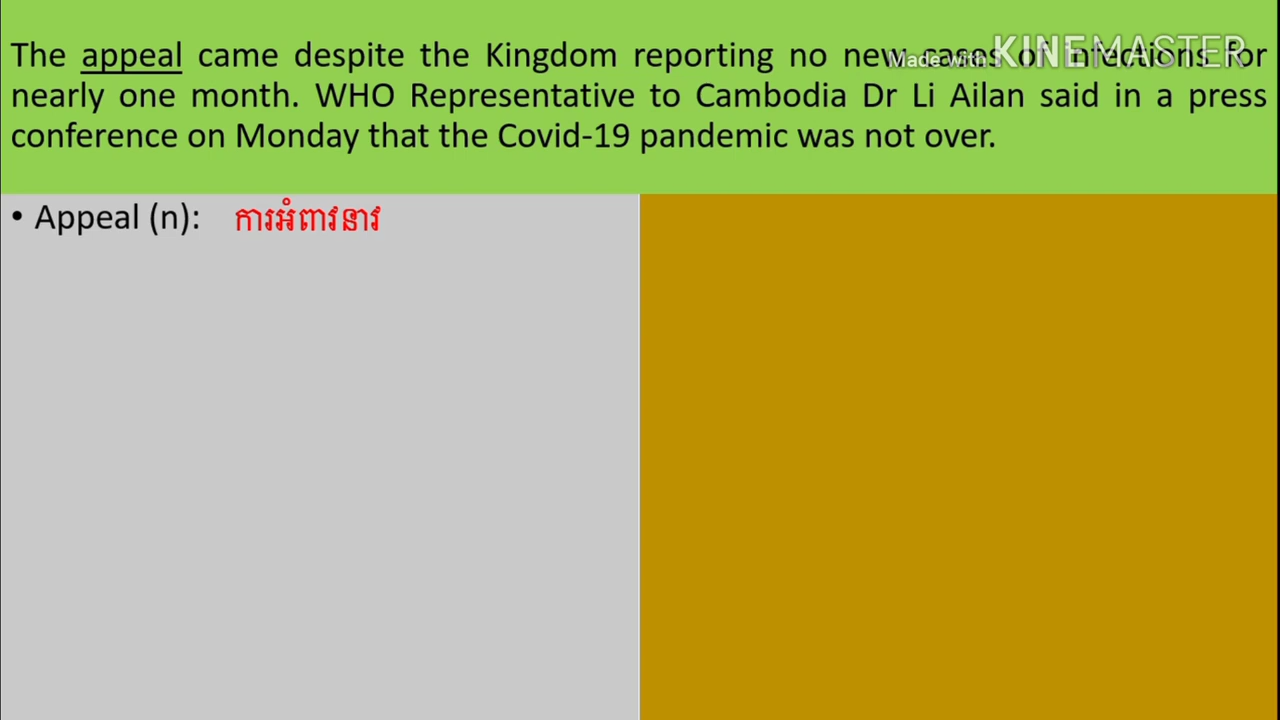 The appeal came despite the Kingdom reporting no new cases of infections for
nearly one month. WHO Representative to Cambodia Dr Li Ailan said in a press
conference on Monday that the Covid-19 pandemic was not over.
Made with KINEMASTER
• Appeal (n): ការអំពាវនាវ